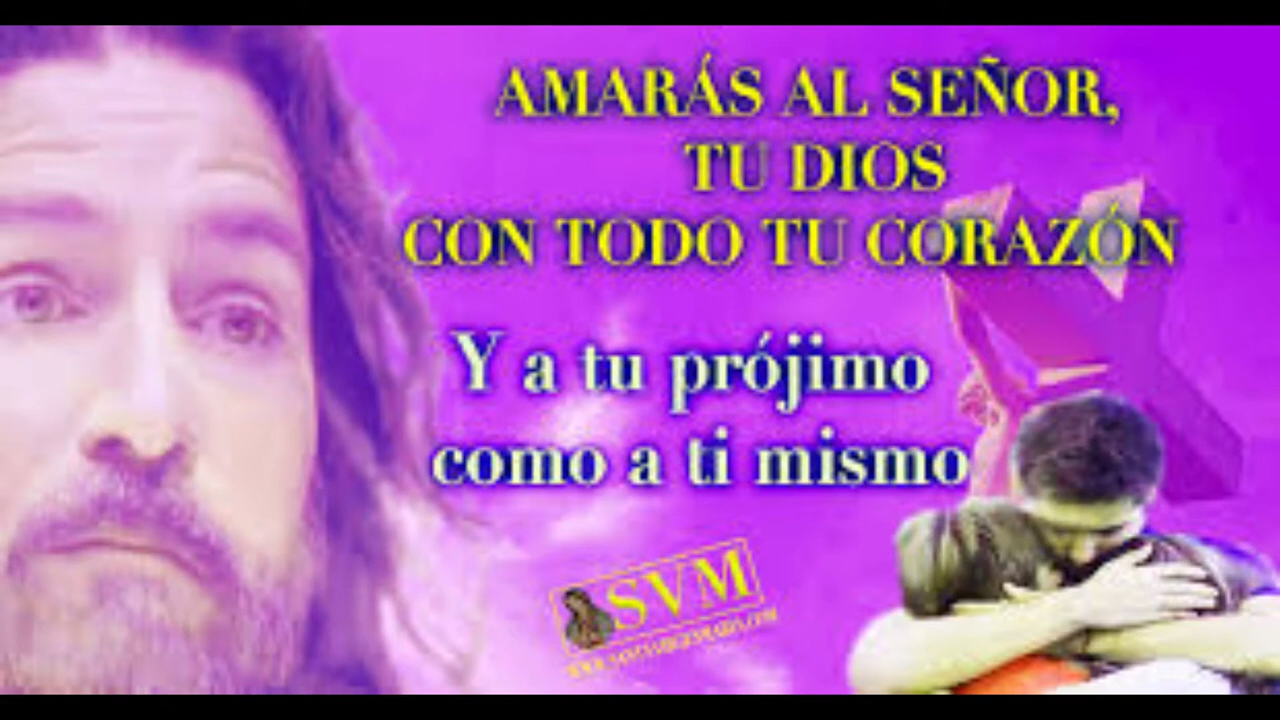 AMARÁS AL SEÑOR,
TU DIOS
CON TODO TU CORAZÓN
Y a tu prójimo
como a ti mismo
SVM